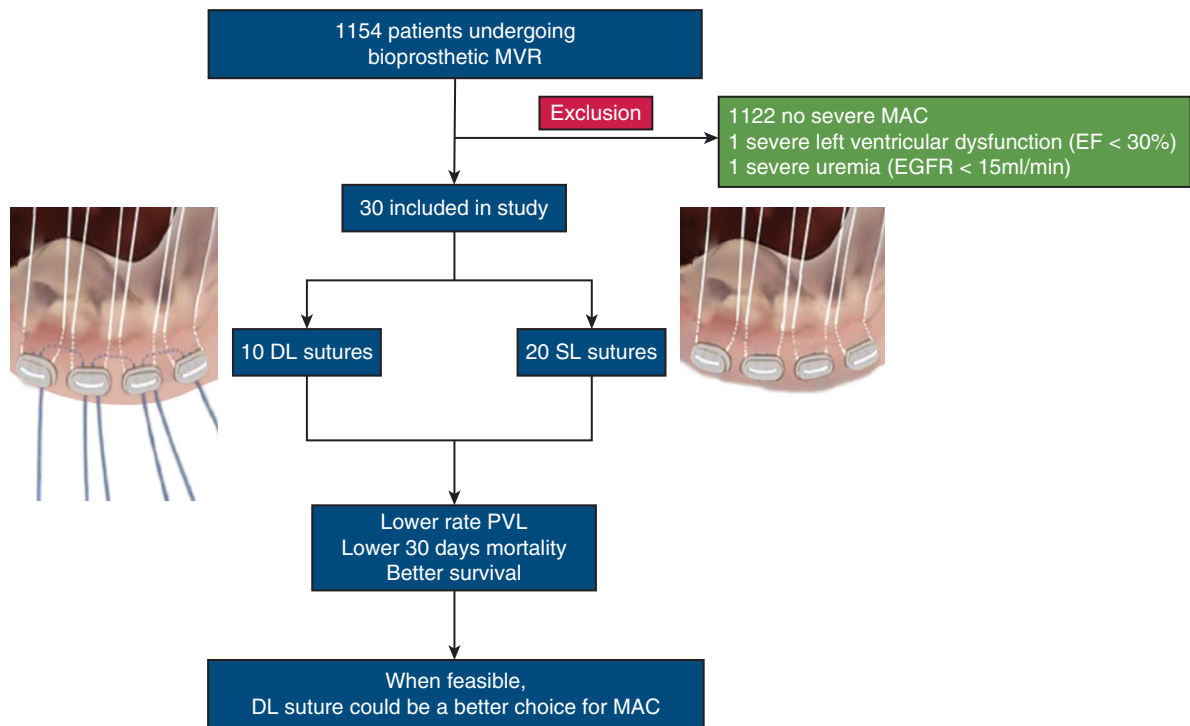 1154 patients undergoing
bioprosthetic MVR
Exclusion
1122 no severe MAC
1 severe left ventricular dysfunction (EF < 30%)
1 severe uremia (EGFR < 15ml/min)
30 included in study
10 DL sutures
20 SL sutures
Lower rate PVL
Lower 30 days mortality
Better survival
When feasible,
DL suture could be a better choice for MAC